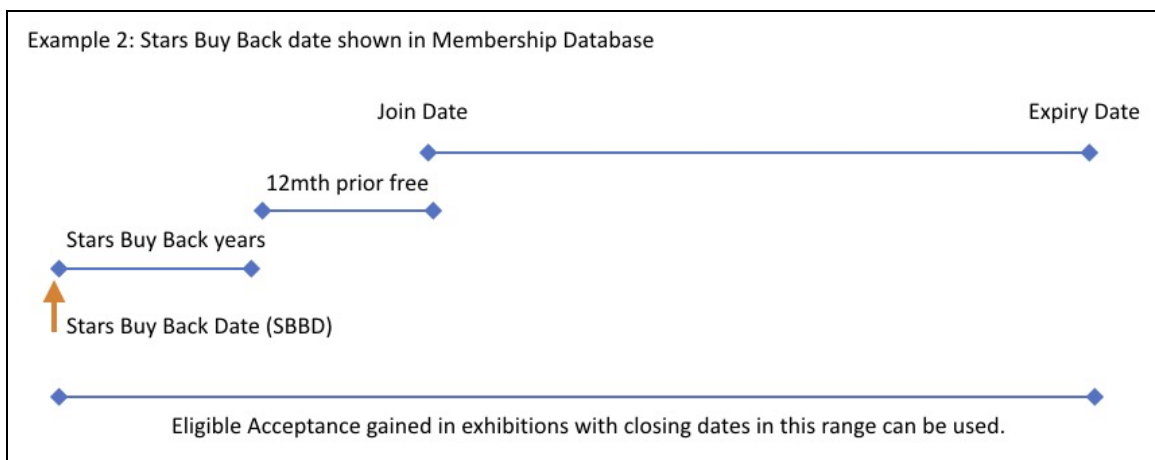 Example 2: Stars Buy Back date shown in Membership Database
Join Date
Expiry Date
12mth prior free
Stars Buy Back years
Stars Buy Back Date (SBBD)
Eligible Acceptance gained in exhibitions with closing dates in this range can be used.